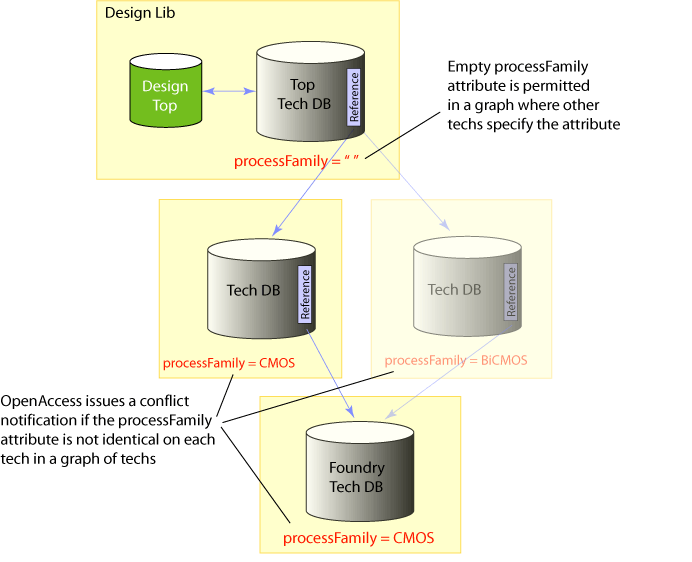 Design Lib
Design
Top
Top
Tech DB
Reference
processFamily = “ ”
Empty processFamily
attribute is permitted
in a graph where other
techs specify the attribute
Tech DB
Reference
processFamily = CMOS
Tech DB
Reference
processFamily = BiCMOS
OpenAccess issues a conflict
notification if the processFamily
attribute is not identical on each
tech in a graph of techs
Foundry
Tech DB
processFamily = CMOS